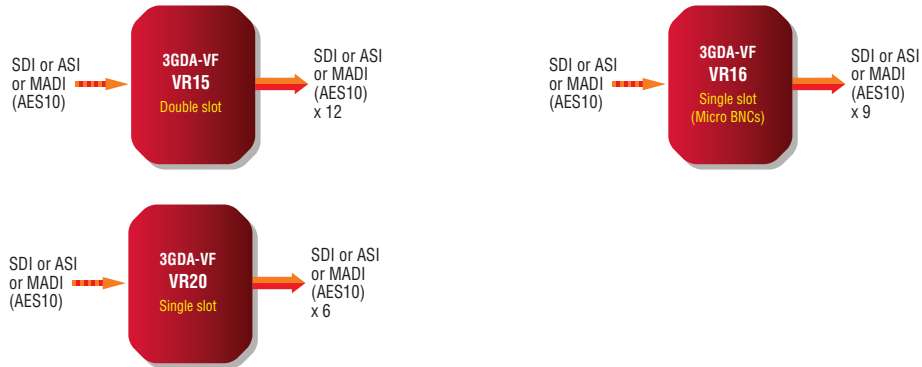 SDI or ASI
or MADI
(AES10)
3GDA-VF
VR15
Double slot
SDI or ASI
or MADI
(AES10)
x 12
SDI or ASI
or MADI
(AES10)
3GDA-VF
VR16
Single slot
(Micro BNCs)
SDI or ASI
or MADI
(AES10)
x 9
SDI or ASI
or MADI
(AES10)
3GDA-VF
VR20
Single slot
SDI or ASI
or MADI
(AES10)
x 6